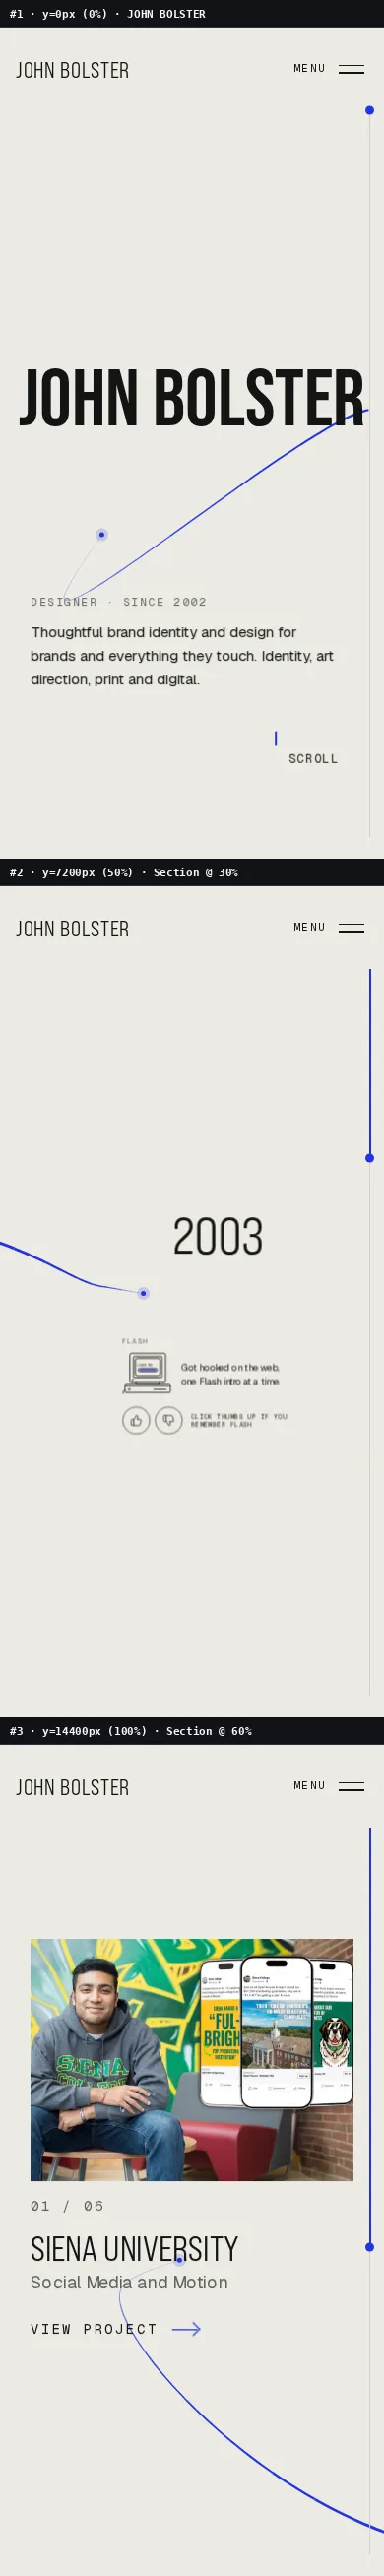 #1 · y=0px (0%) · JOHN BOLSTER
JOHN BOLSTER
MENU
JOHN BOLSTER
DESIGNER · SINCE 2002
Thoughtful brand identity and design for
brands and everything they touch. Identity, art
direction, print and digital.
SCROLL
#2 · y=7200px (50%) · Section @ 30%
JOHN BOLSTER
MENU
2003
FLASH
Got hooked on the web,
one Flash intro at a time.
CLICK THUMBS UP IF YOU
REMEMBER FLASH
#3 · y=14400px (100%) · Section @ 60%
JOHN BOLSTER
MENU
SIENA
COLLEGE
"FUL
BRIGH
01 / 06
SIENA UNIVERSITY
Social Media and Motion
VIEW PROJECT